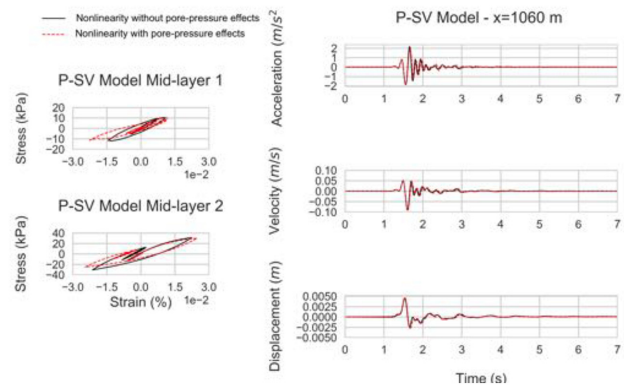 Nonlinearity without pore-pressure effects
Nonlinearity with pore-pressure effects
P-SV Model Mid-layer 1
Stress (kPa)
20
10
0
−10
−20
−3.0 −1.5 0.0 1.5 3.0
1e−2
P-SV Model Mid-layer 2
Stress (kPa)
40
20
0
−20
−40
−3.0 −1.5 0.0 1.5 3.0
Strain (%) 1e−2
P-SV Model - x=1060 m
Acceleration (m/s²
2
1
0
−1
−2
0 1 2 3 4 5 6 7
Velocity (m/s)
0.10
0.05
0.00
−0.05
−0.10
0 1 2 3 4 5 6 7
Displacement (m)
0.0050
0.0025
0.0000
−0.0025
−0.0050
0 1 2 3 4 5 6 7
Time (s)